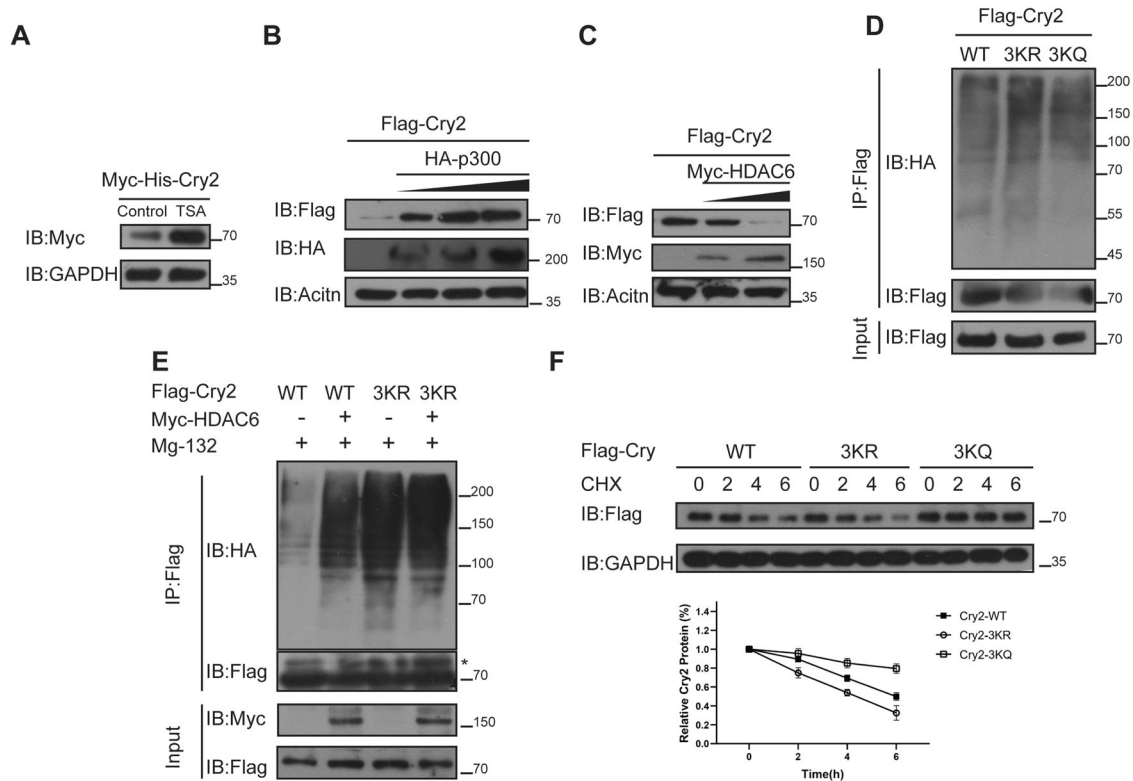 A
Myc-His-Cry2
Control TSA
IB:Myc 70
IB:GAPDH 35
B
Flag-Cry2
HA-p300
IB:Flag 70
IB:HA 200
IB:Acitn 35
C
Flag-Cry2
Myc-HDAC6
IB:Flag 70
IB:Myc 150
IB:Acitn 35
D
Flag-Cry2
WT 3KR 3KQ
IP:Flag
IB:HA
200
150
100
70
55
45
IB:Flag 70
Input
IB:Flag 70
E
Flag-Cry2 WT WT 3KR 3KR
Myc-HDAC6 - + - +
Mg-132 + + + +
IP:Flag
IB:HA
200
150
100
70
IB:Flag * 70
Input
IB:Myc 150
IB:Flag 70
F
Flag-Cry WT 3KR 3KQ
CHX 0 2 4 6 0 2 4 6 0 2 4 6
IB:Flag 70
IB:GAPDH 35
Relative Cry2 Protein (%)
1.4
1.2
1.0
0.8
0.6
0.4
0.2
0.0
0 2 4 6
Time(h)
Cry2-WT
Cry2-3KR
Cry2-3KQ